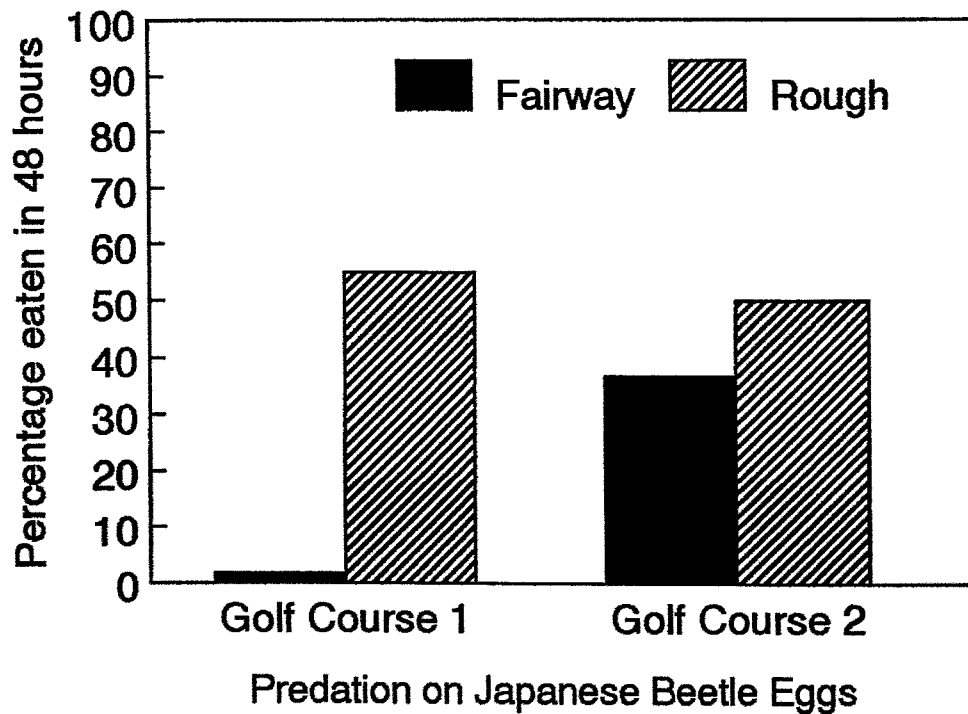 Percentage eaten in 48 hours
100
90
80
70
60
50
40
30
20
10
0
Fairway
Rough
Golf Course 1
Golf Course 2
Predation on Japanese Beetle Eggs